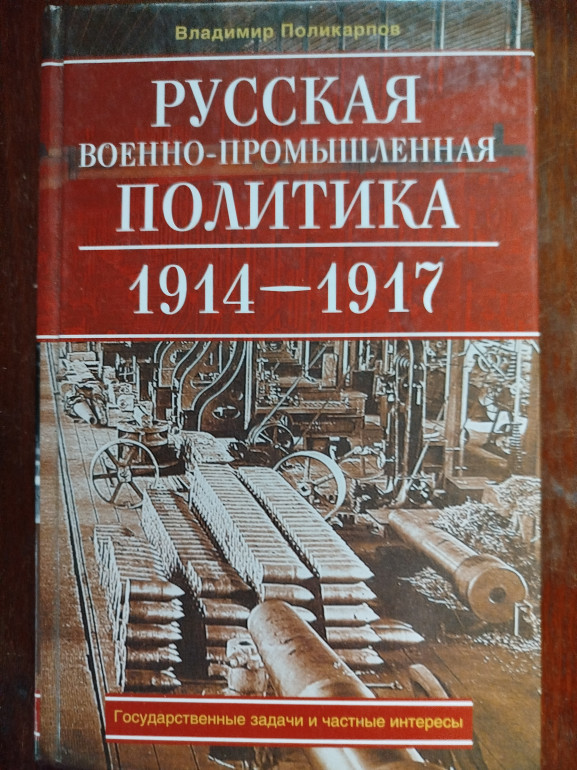 Владимир Поликарпов
РУССКАЯ
ВОЕННО-ПРОМЫШЛЕННАЯ
ПОЛИТИКА
1914—1917
Государственные задачи и частные интересы